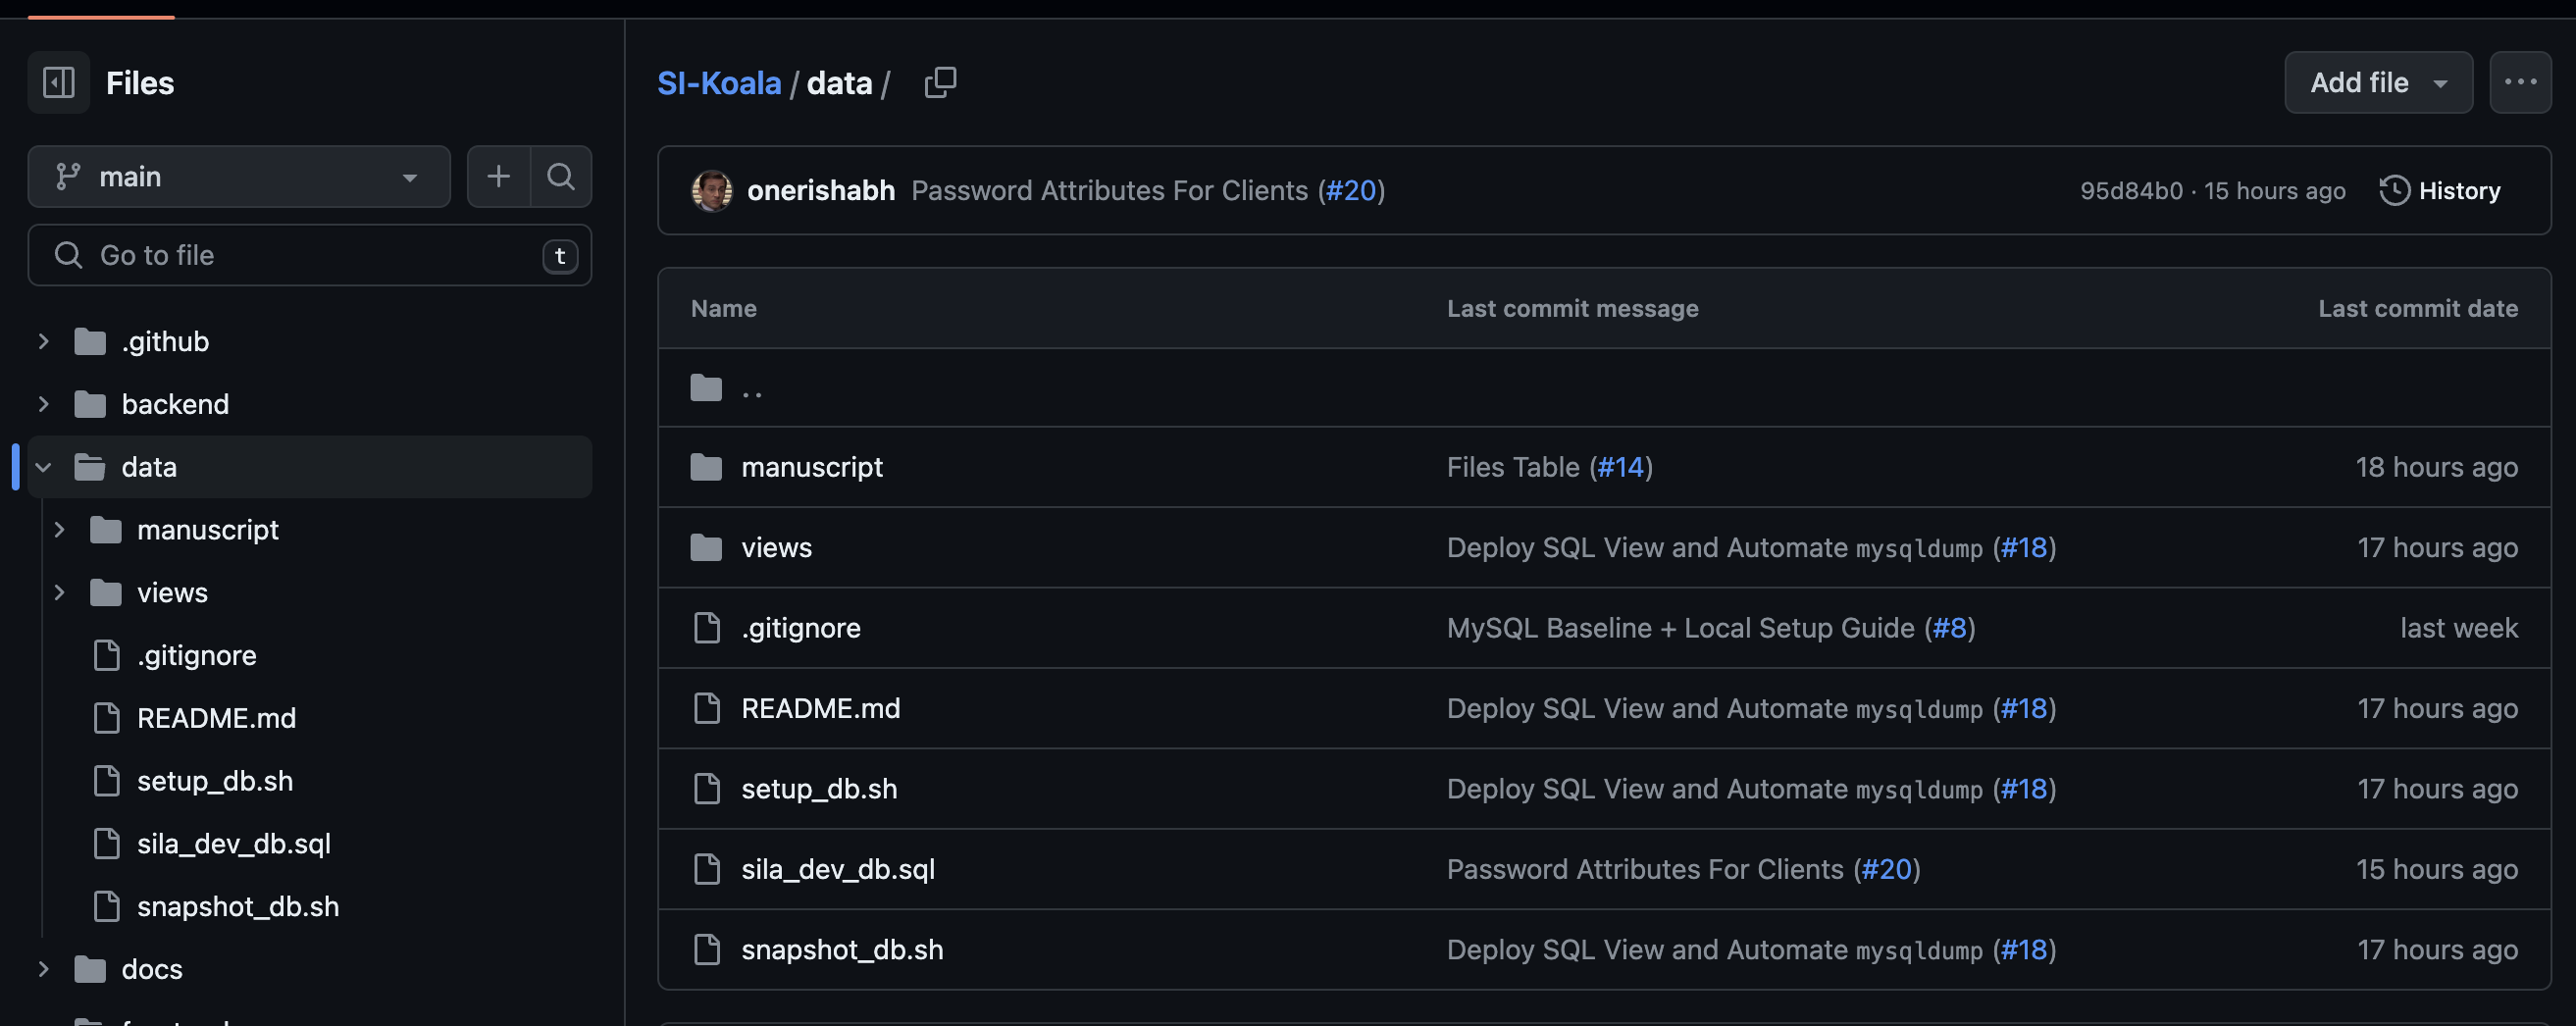 Files
main
Go to file
t
.github
backend
data
manuscript
views
.gitignore
README.md
setup_db.sh
sila_dev_db.sql
snapshot_db.sh
docs
SI-Koala / data /
Add file
onerishabh Password Attributes For Clients (#20)
95d84b0 · 15 hours ago
History
Name Last commit message Last commit date
..
manuscript Files Table (#14) 18 hours ago
views Deploy SQL View and Automate mysqldump (#18) 17 hours ago
.gitignore MySQL Baseline + Local Setup Guide (#8) last week
README.md Deploy SQL View and Automate mysqldump (#18) 17 hours ago
setup_db.sh Deploy SQL View and Automate mysqldump (#18) 17 hours ago
sila_dev_db.sql Password Attributes For Clients (#20) 15 hours ago
snapshot_db.sh Deploy SQL View and Automate mysqldump (#18) 17 hours ago